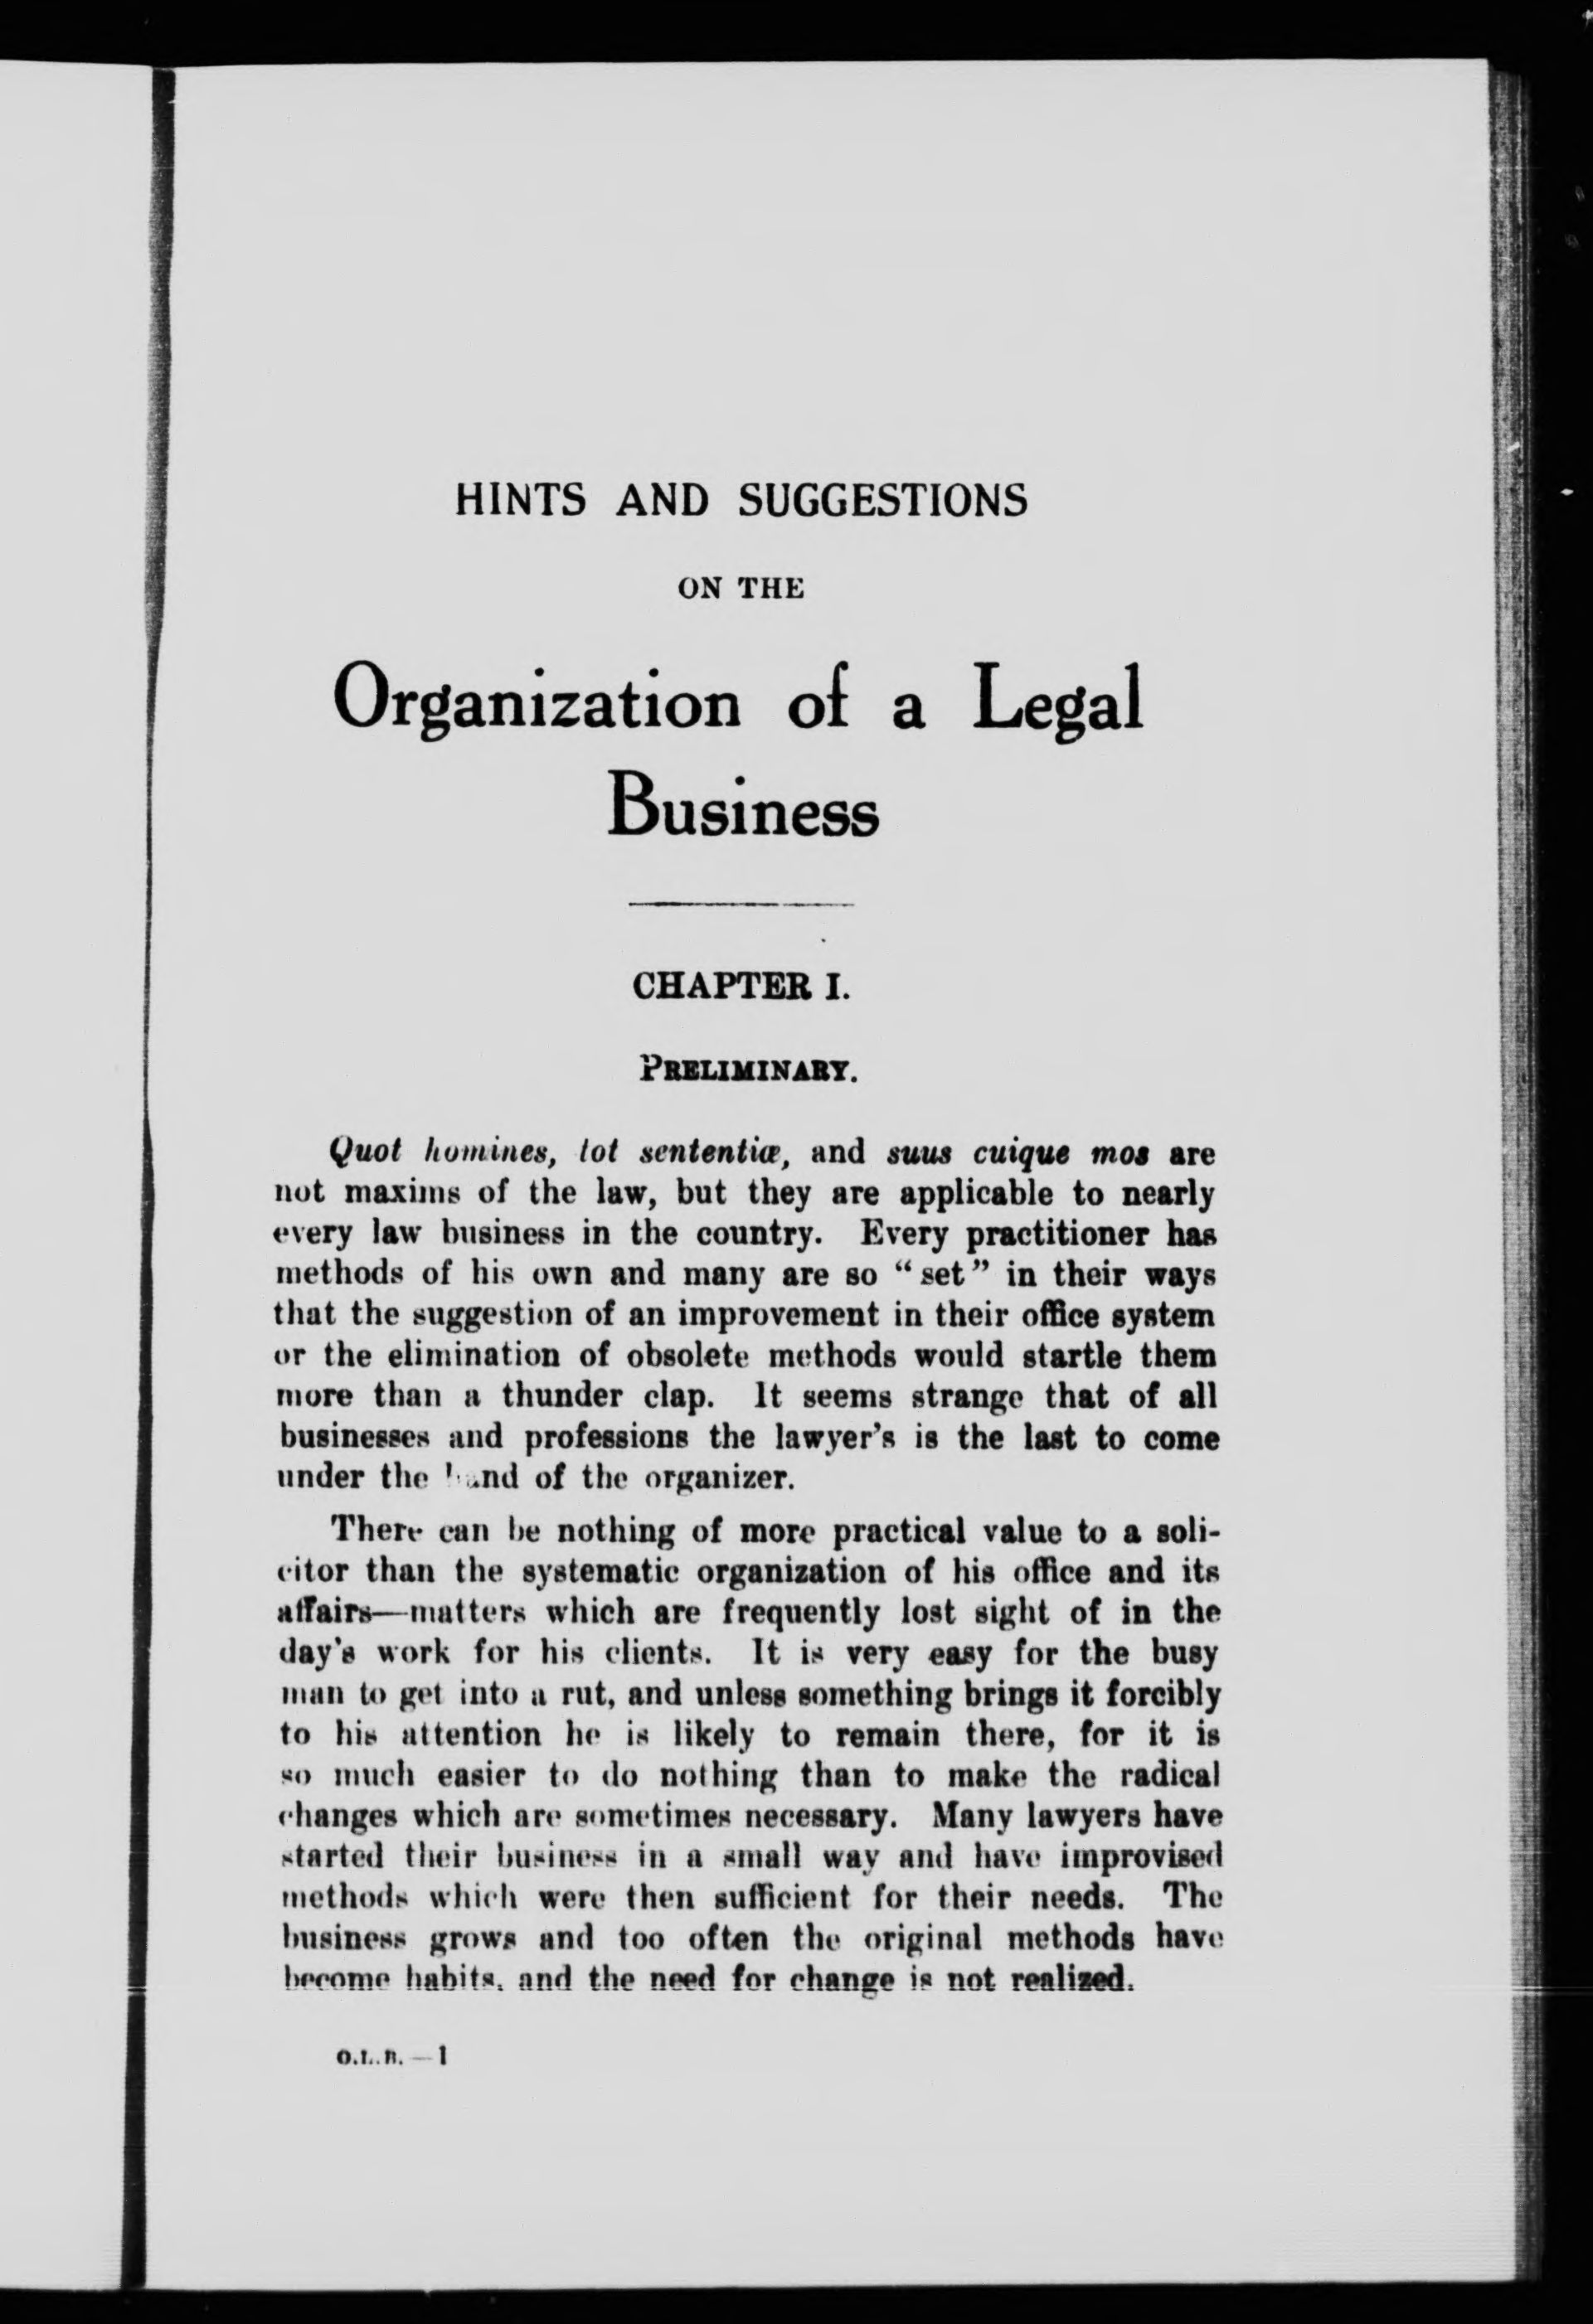 HINTS AND SUGGESTIONS
ON THE
Organization of a Legal
Business
CHAPTER I.
PRELIMINARY.
Quot homines, tot sententiæ, and suus cuique mos are
not maxims of the law, but they are applicable to nearly
every law business in the country. Every practitioner has
methods of his own and many are so “set” in their ways
that the suggestion of an improvement in their office system
or the elimination of obsolete methods would startle them
more than a thunder clap. It seems strange that of all
businesses and professions the lawyer's is the last to come
under the hand of the organizer.
There can be nothing of more practical value to a soli-
citor than the systematic organization of his office and its
affairs—matters which are frequently lost sight of in the
day's work for his clients. It is very easy for the busy
man to get into a rut, and unless something brings it forcibly
to his attention he is likely to remain there, for it is
so much easier to do nothing than to make the radical
changes which are sometimes necessary. Many lawyers have
started their business in a small way and have improvised
methods which were then sufficient for their needs. The
business grows and too often the original methods have
become habits, and the need for change is not realized.
O.L.B.—1